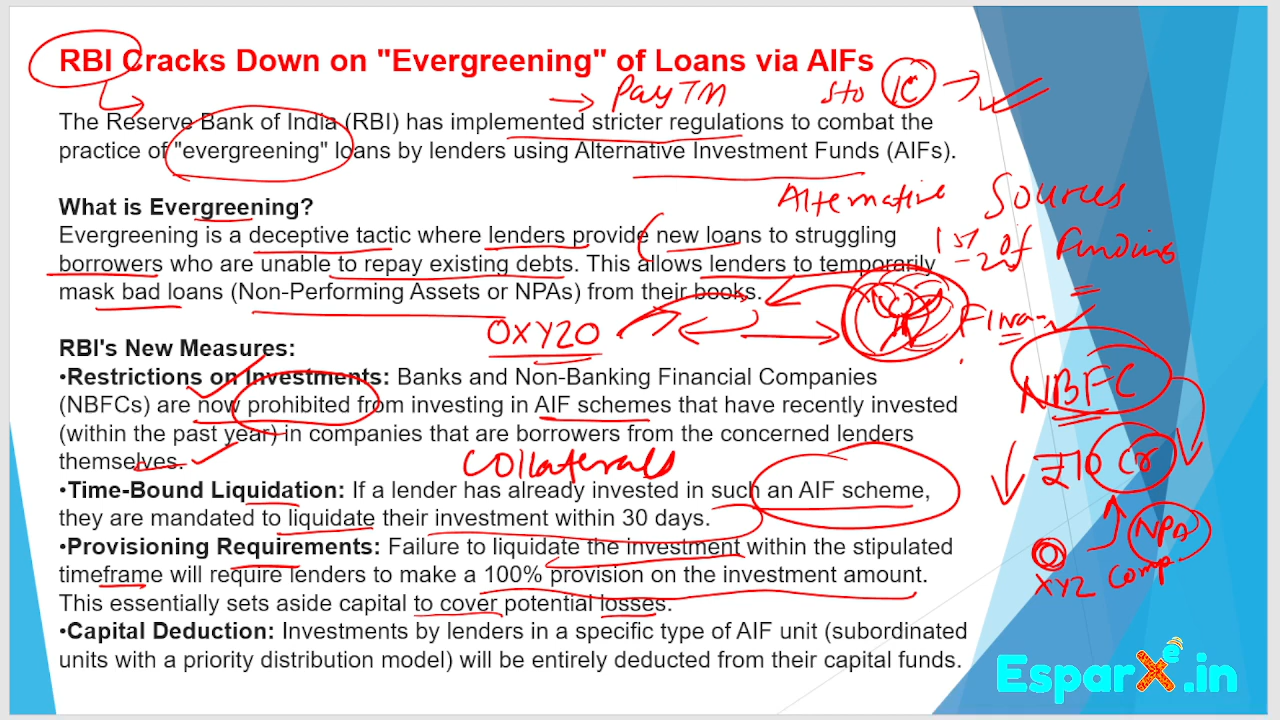 RBI Cracks Down on "Evergreening" of Loans via AIFs
→ PayTM
The Reserve Bank of India (RBI) has implemented stricter regulations to combat the
practice of "evergreening" loans by lenders using Alternative Investment Funds (AIFs).
Alternative Sources
of Funding
What is Evergreening?
Evergreening is a deceptive tactic where lenders provide new loans to struggling
borrowers who are unable to repay existing debts. This allows lenders to temporarily
mask bad loans (Non-Performing Assets or NPAs) from their books.
OXYZO
NBFC
RBI's New Measures:
•Restrictions on Investments: Banks and Non-Banking Financial Companies
(NBFCs) are now prohibited from investing in AIF schemes that have recently invested
(within the past year) in companies that are borrowers from the concerned lenders
themselves.
Collaterals
₹10 Cr
•Time-Bound Liquidation: If a lender has already invested in such an AIF scheme,
they are mandated to liquidate their investment within 30 days.
NPA
•Provisioning Requirements: Failure to liquidate the investment within the stipulated
timeframe will require lenders to make a 100% provision on the investment amount.
XYZ Comp.
This essentially sets aside capital to cover potential losses.
•Capital Deduction: Investments by lenders in a specific type of AIF unit (subordinated
units with a priority distribution model) will be entirely deducted from their capital funds.
EsparXe.in